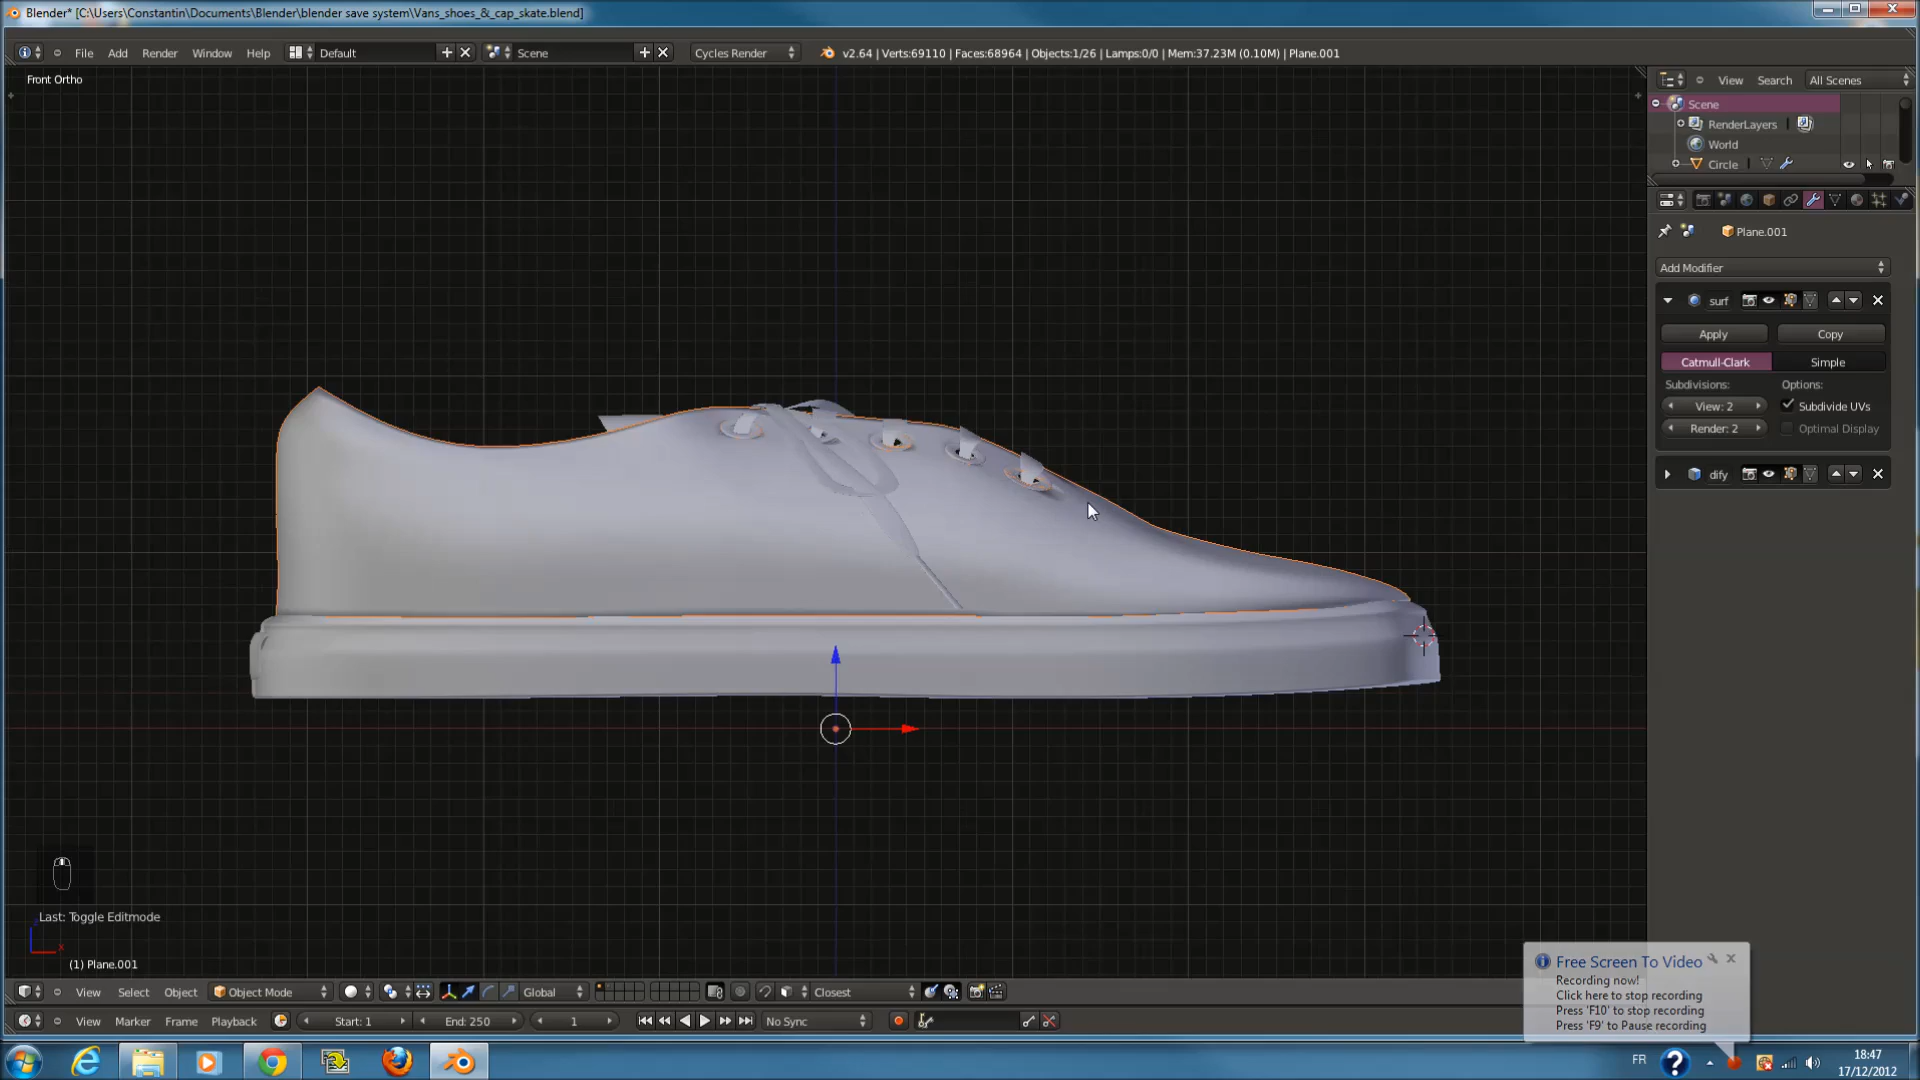 Blender* [C:\Users\Constantin\Documents\Blender\blender save system\Vans_shoes_&_cap_skate.blend]
File Add Render Window Help Default Scene Cycles Render v2.64 | Verts:69110 | Faces:68964 | Objects:1/26 | Lamps:0/0 | Mem:37.23M (0.10M) | Plane.001
Front Ortho
View Search All Scenes
Scene
RenderLayers
World
Circle
Plane.001
Add Modifier
surf
Apply Copy
Catmull-Clark Simple
Subdivisions: Options:
View: 2 Subdivide UVs
Render: 2 Optimal Display
dify
Last: Toggle Editmode
x
(1) Plane.001
Free Screen To Video
Recording now!
Click here to stop recording
Press 'F10' to stop recording
Press 'F9' to Pause recording
View Select Object Object Mode Global Closest
View Marker Frame Playback Start: 1 End: 250 1 No Sync
FR
18:47
17/12/2012